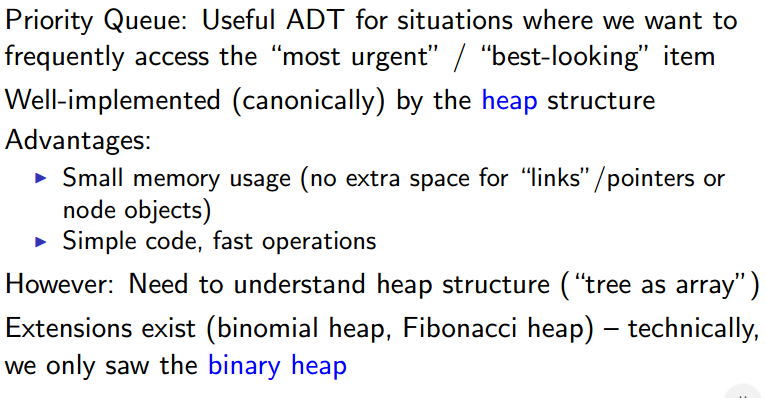 Priority Queue: Useful ADT for situations where we want to
frequently access the “most urgent” / “best-looking” item
Well-implemented (canonically) by the heap structure
Advantages:
▶ Small memory usage (no extra space for “links”/pointers or
node objects)
▶ Simple code, fast operations
However: Need to understand heap structure (“tree as array”)
Extensions exist (binomial heap, Fibonacci heap) – technically,
we only saw the binary heap